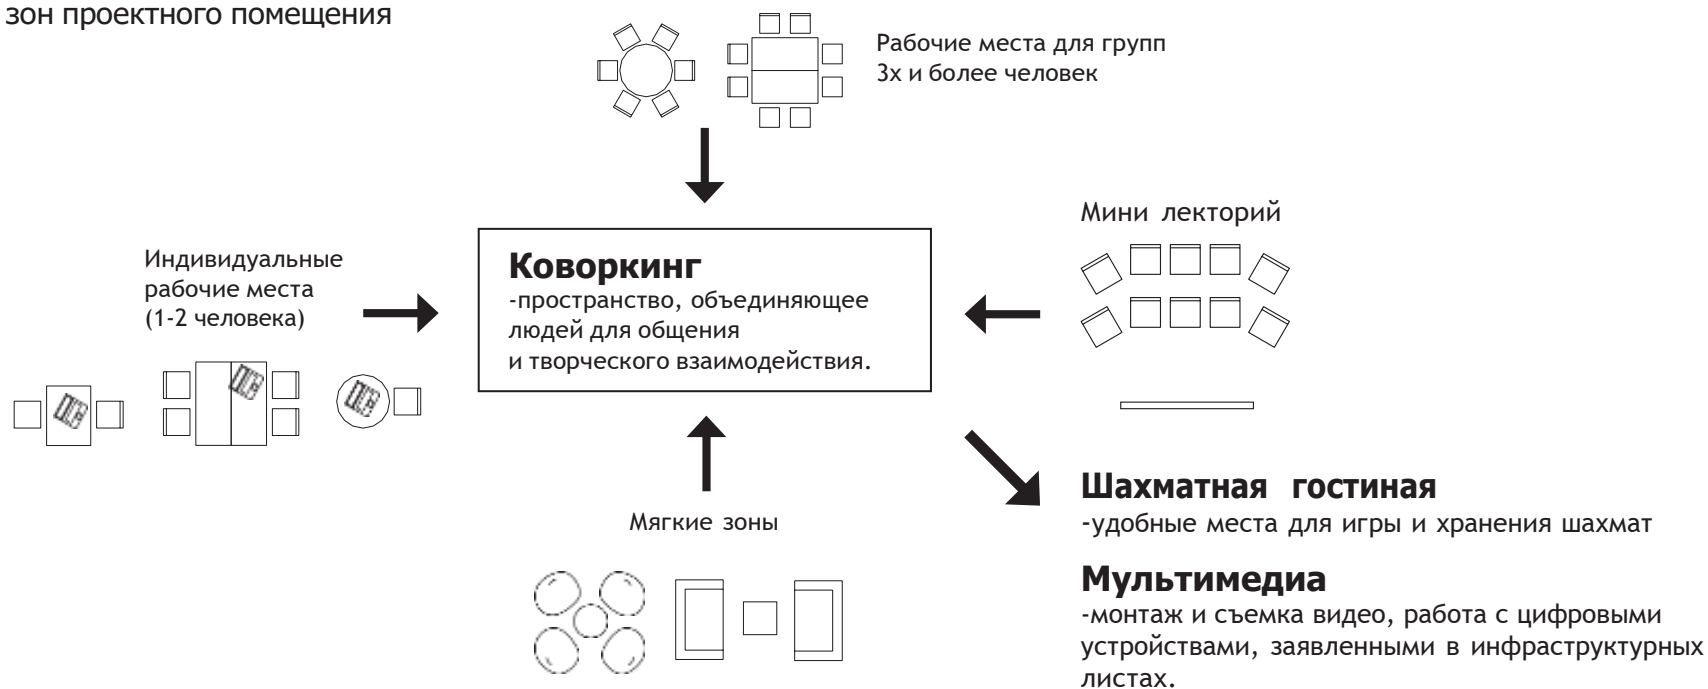 зон проектного помещения
Рабочие места для групп
3х и более человек
Мини лекторий
Индивидуальные
рабочие места
(1-2 человека)
Коворкинг
-пространство, объединяющее
людей для общения
и творческого взаимодействия.
Мягкие зоны
Шахматная гостиная
-удобные места для игры и хранения шахмат
Мультимедиа
-монтаж и съемка видео, работа с цифровыми
устройствами, заявленными в инфраструктурных
листах.